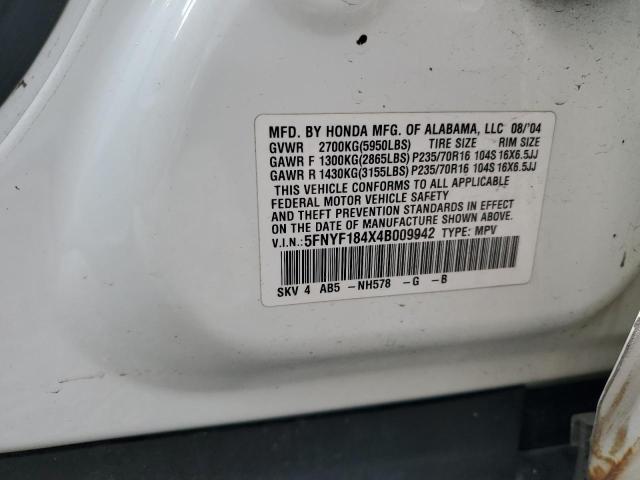 MFD. BY HONDA MFG. OF ALABAMA, LLC 08/'04
GVWR 2700KG(5950LBS) TIRE SIZE RIM SIZE
GAWR F 1300KG(2865LBS) P235/70R16 104S 16X6.5JJ
GAWR R 1430KG(3155LBS) P235/70R16 104S 16X6.5JJ
THIS VEHICLE CONFORMS TO ALL APPLICABLE
FEDERAL MOTOR VEHICLE SAFETY
AND THEFT PREVENTION STANDARDS IN EFFECT
ON THE DATE OF MANUFACTURE SHOWN ABOVE.
V.I.N.: 5FNYF184X4B009942 TYPE: MPV
SKV 4 AB5 -NH578 -G -B